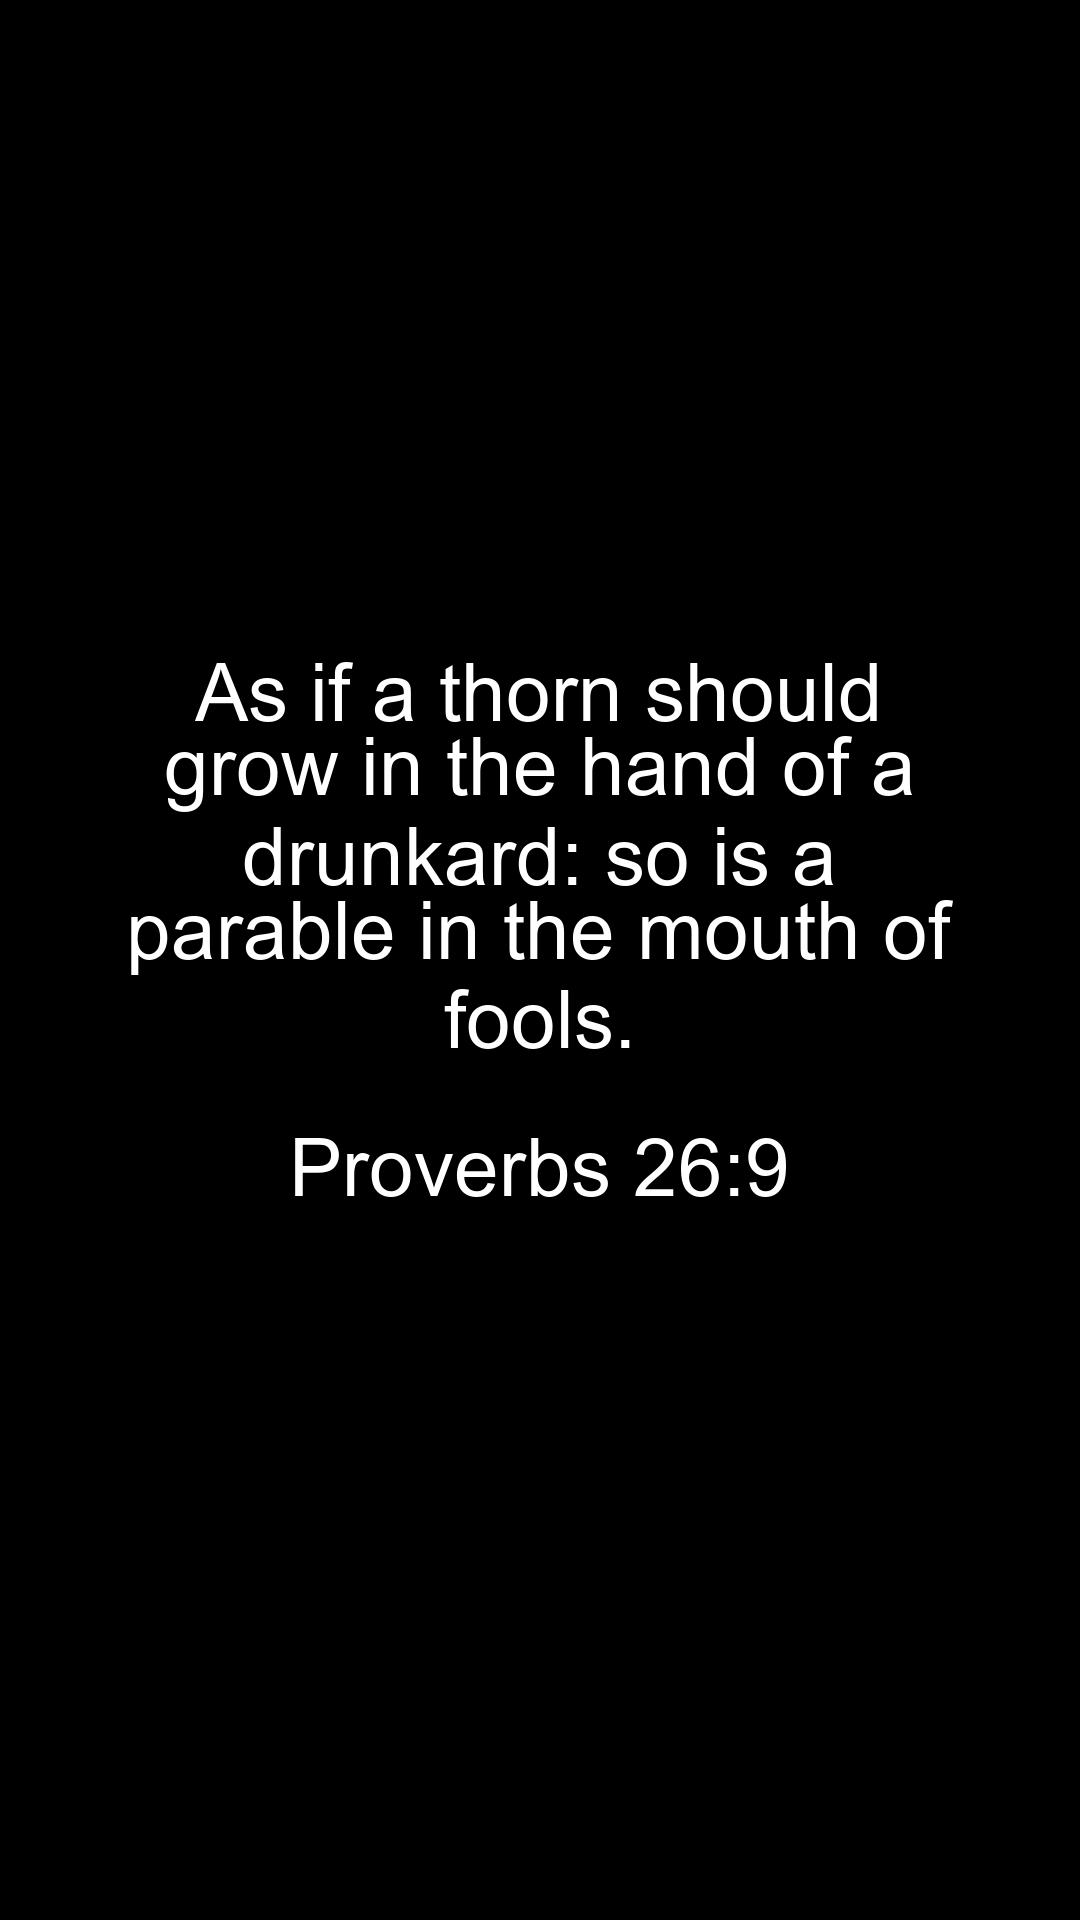 As if a thorn should
grow in the hand of a
drunkard: so is a
parable in the mouth of
fools.
Proverbs 26:9